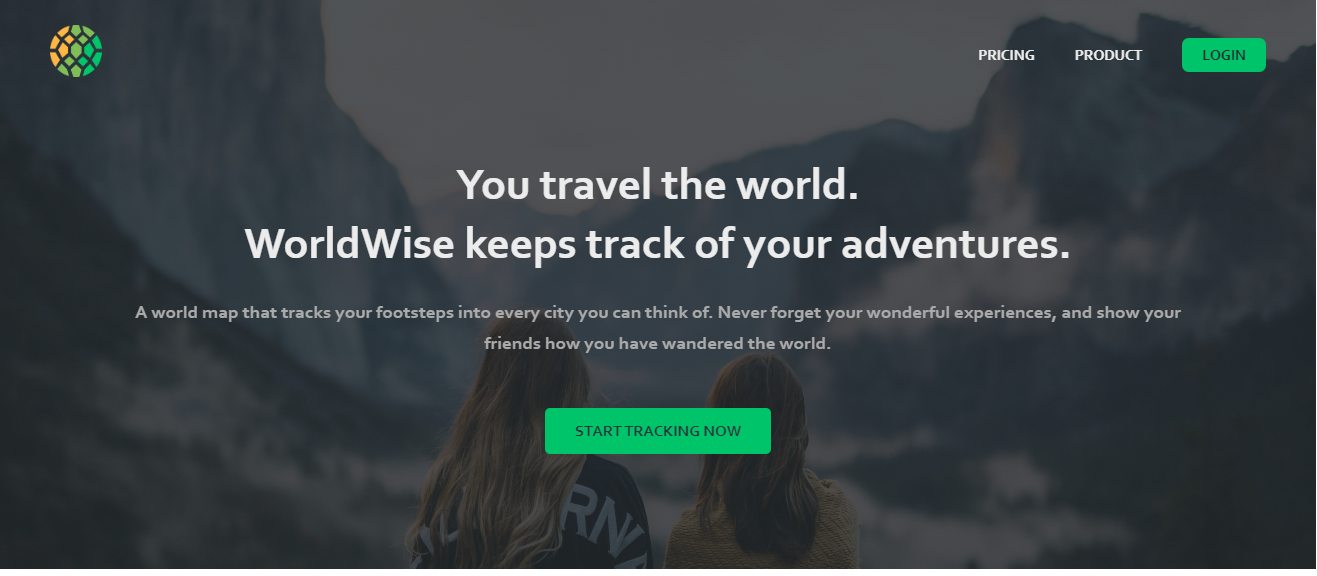 PRICING PRODUCT LOGIN
You travel the world.
WorldWise keeps track of your adventures.
A world map that tracks your footsteps into every city you can think of. Never forget your wonderful experiences, and show your
friends how you have wandered the world.
START TRACKING NOW